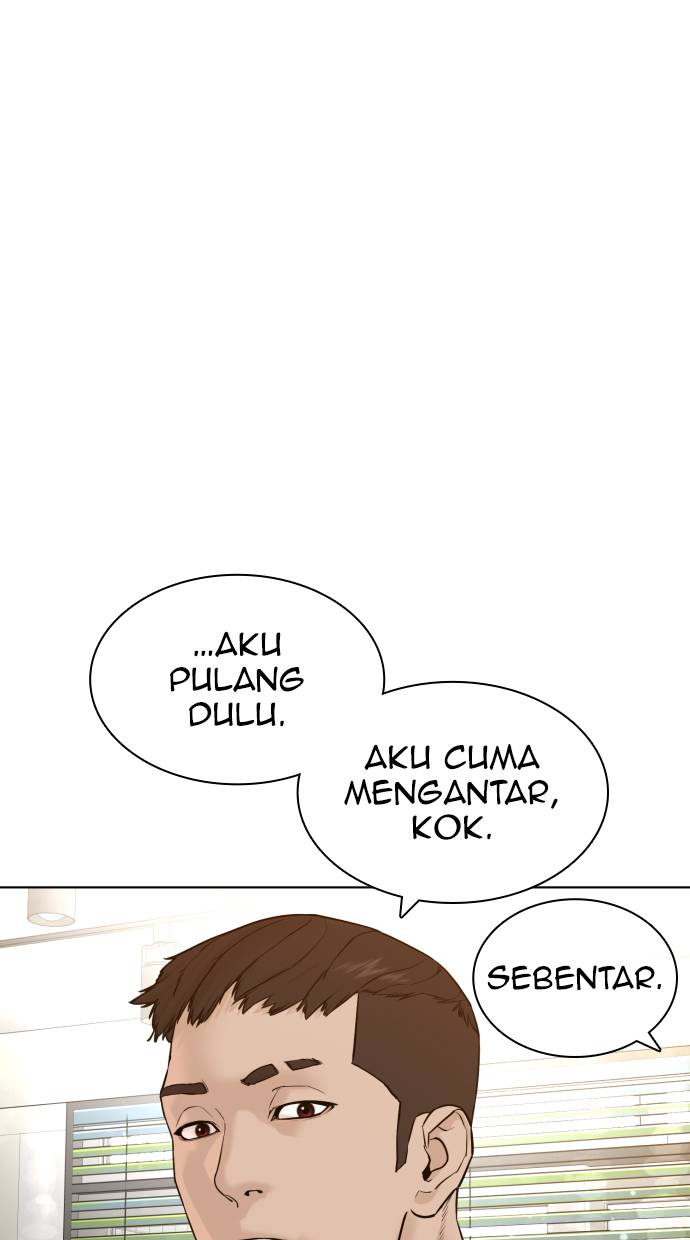 ...AKU
PULANG
DULU.
AKU CUMA
MENGANTAR,
KOK.
SEBENTAR.